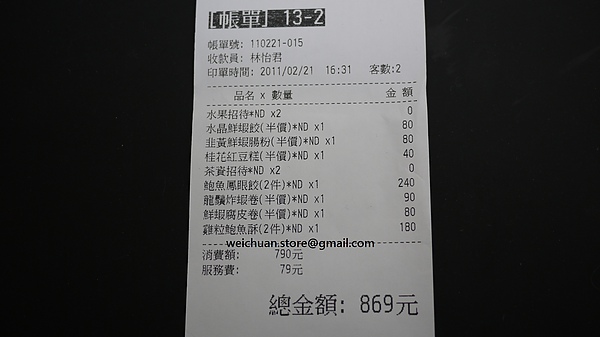 [帳單] 13-2
帳單號: 110221-015
收款員: 林怡君
印單時間: 2011/02/21 16:31 客數:2
品名 x 數量 金 額
水果招待*ND x2 0
水晶鮮蝦餃(半價)*ND x1 80
韭黃鮮蝦腸粉(半價)*ND x1 80
桂花紅豆糕(半價)*ND x1 40
茶資招待*ND x2 0
鮑魚鳳眼餃(2件)*ND x1 240
龍鬚炸蝦卷(半價)*ND x1 90
鮮蝦腐皮卷(半價)*ND x1 80
雞粒鮑魚酥(2件)*ND x1 180
weichuan.store@gmail.com
消費額: 790元
服務費: 79元
總金額: 869元